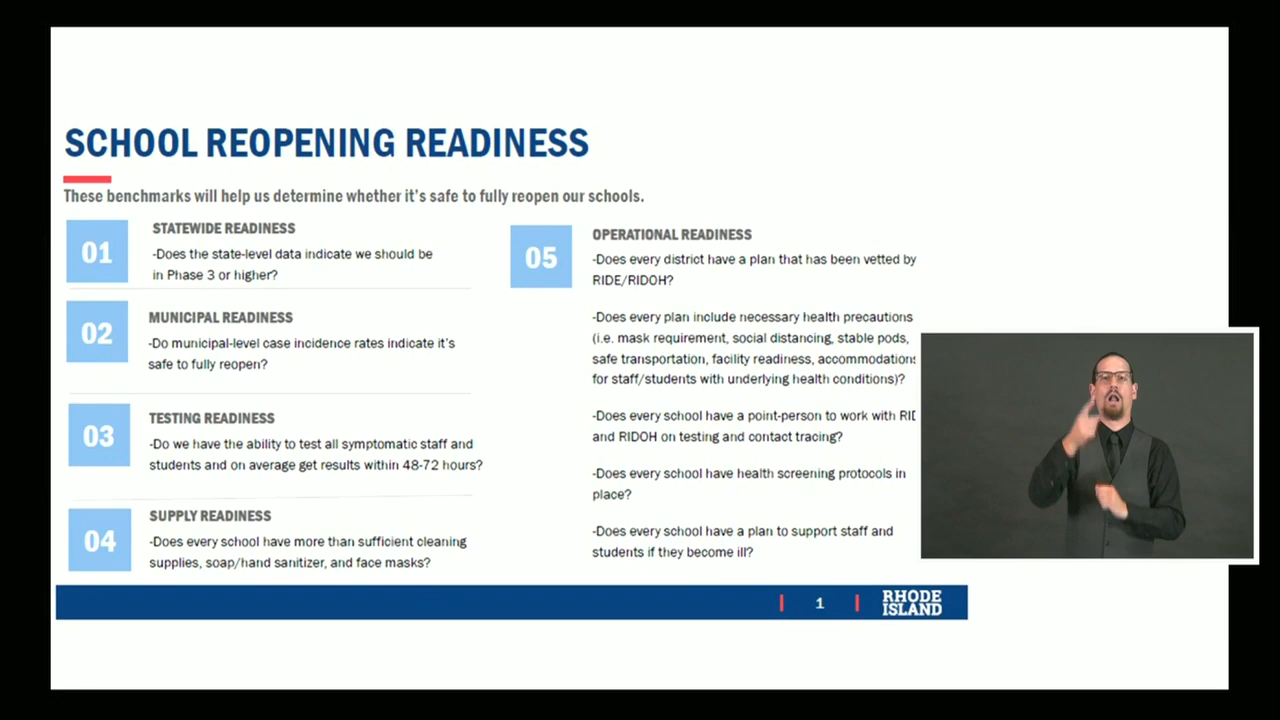 SCHOOL REOPENING READINESS
These benchmarks will help us determine whether it's safe to fully reopen our schools.
01
STATEWIDE READINESS
-Does the state-level data indicate we should be
in Phase 3 or higher?
02
MUNICIPAL READINESS
-Do municipal-level case incidence rates indicate it's
safe to fully reopen?
03
TESTING READINESS
-Do we have the ability to test all symptomatic staff and
students and on average get results within 48-72 hours?
04
SUPPLY READINESS
-Does every school have more than sufficient cleaning
supplies, soap/hand sanitizer, and face masks?
05
OPERATIONAL READINESS
-Does every district have a plan that has been vetted by
RIDE/RIDOH?
-Does every plan include necessary health precautions
(i.e. mask requirement, social distancing, stable pods,
safe transportation, facility readiness, accommodations
for staff/students with underlying health conditions)?
-Does every school have a point-person to work with
and RIDOH on testing and contact tracing?
-Does every school have health screening protocols in
place?
-Does every school have a plan to support staff and
students if they become ill?
1
RHODE
ISLAND